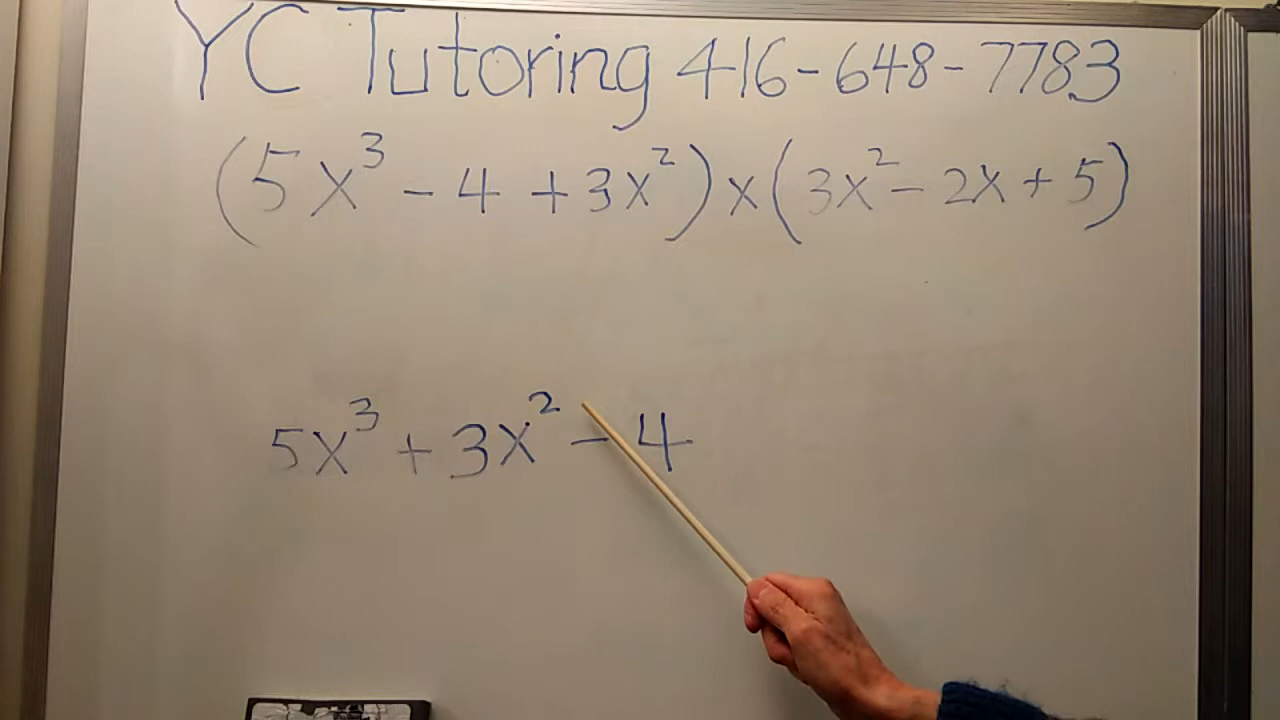 YC Tutoring 416-648-7783
(5x³ - 4 + 3x²) x (3x² - 2x + 5)
5x³ + 3x² - 4